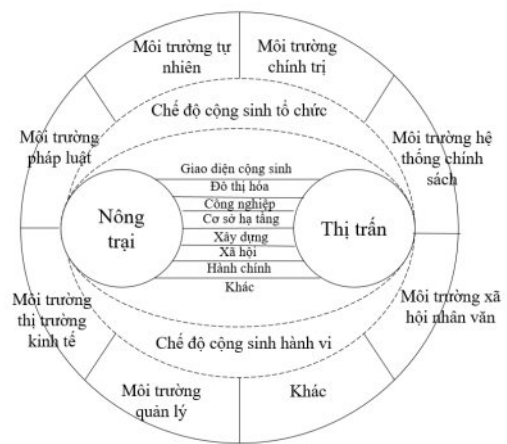 Môi trường tự
nhiên
Môi trường
chính trị
Chế độ cộng sinh tổ chức
Môi trường
pháp luật
Môi trường hệ
thống chính
sách
Giao diện cộng sinh
Đô thị hóa
Công nghiệp
Cơ sở hạ tầng
Xây dựng
Xã hội
Hành chính
Khác
Nông
trại
Thị trấn
Môi trường
thị trường
kinh tế
Môi trường xã
hội nhân văn
Chế độ cộng sinh hành vi
Môi trường
quản lý
Khác